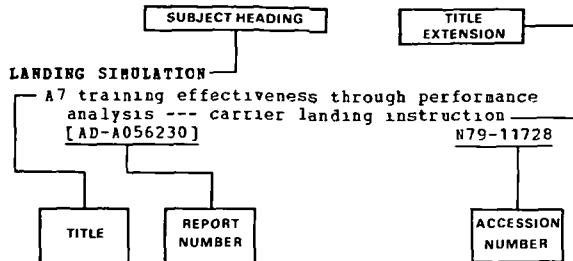 SUBJECT HEADING
TITLE
EXTENSION
LANDING SIMULATION
A7 training effectiveness through performance
analysis --- carrier landing instruction
[AD-A056230]
N79-11728
TITLE
REPORT
NUMBER
ACCESSION
NUMBER